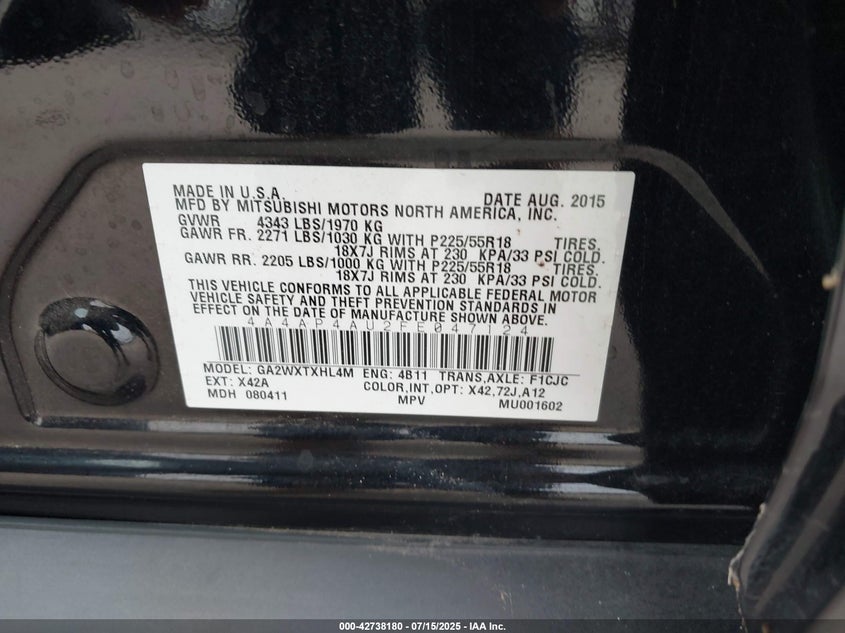 MADE IN U.S.A. DATE AUG. 2015
MFD BY MITSUBISHI MOTORS NORTH AMERICA, INC.
GVWR 4343 LBS/1970 KG
GAWR FR. 2271 LBS/1030 KG WITH P225/55R18 TIRES.
18X7J RIMS AT 230 KPA/33 PSI COLD.
GAWR RR. 2205 LBS/1000 KG WITH P225/55R18 TIRES.
18X7J RIMS AT 230 KPA/33 PSI COLD.
THIS VEHICLE CONFORMS TO ALL APPLICABLE FEDERAL MOTOR
VEHICLE SAFETY AND THEFT PREVENTION STANDARDS IN
EFFECT ON THE DATE OF MANUFACTURE SHOWN ABOVE.
4A4AP4AU2FE047124
MODEL: GA2WXTXHL4M ENG: 4B11 TRANS,AXLE: F1CJC
EXT: X42A COLOR,INT,OPT: X42,72J,A12
MDH 080411 MPV MU001602
000-42738180 - 07/15/2025 - IAA Inc.